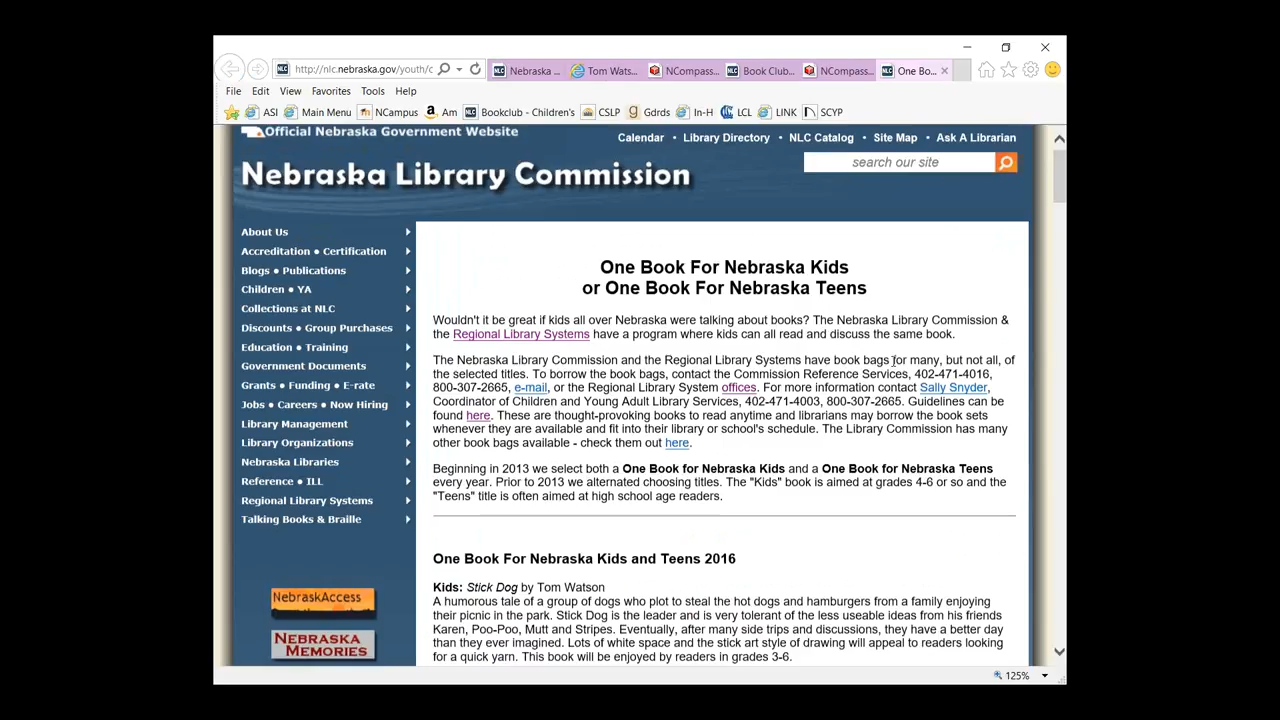 http://nlc.nebraska.gov/youth/c
Nebraska ...
Tom Wats...
NCompass...
Book Club...
NCompass...
One Bo...
File Edit View Favorites Tools Help
ASI Main Menu NCampus Am Bookclub - Children's CSLP Gdrds In-H LCL LINK SCYP
Official Nebraska Government Website
Calendar • Library Directory • NLC Catalog • Site Map • Ask A Librarian
Nebraska Library Commission
search our site
About Us
Accreditation • Certification
Blogs • Publications
Children • YA
Collections at NLC
Discounts • Group Purchases
Education • Training
Government Documents
Grants • Funding • E-rate
Jobs • Careers • Now Hiring
Library Management
Library Organizations
Nebraska Libraries
Reference • ILL
Regional Library Systems
Talking Books & Braille
NebraskAccess
NEBRASKA
MEMORIES
One Book For Nebraska Kids
or One Book For Nebraska Teens
Wouldn't it be great if kids all over Nebraska were talking about books? The Nebraska Library Commission &
the Regional Library Systems have a program where kids can all read and discuss the same book.
The Nebraska Library Commission and the Regional Library Systems have book bags for many, but not all, of
the selected titles. To borrow the book bags, contact the Commission Reference Services, 402-471-4016,
800-307-2665, e-mail, or the Regional Library System offices. For more information contact Sally Snyder,
Coordinator of Children and Young Adult Library Services, 402-471-4003, 800-307-2665. Guidelines can be
found here. These are thought-provoking books to read anytime and librarians may borrow the book sets
whenever they are available and fit into their library or school's schedule. The Library Commission has many
other book bags available - check them out here.
Beginning in 2013 we select both a One Book for Nebraska Kids and a One Book for Nebraska Teens
every year. Prior to 2013 we alternated choosing titles. The "Kids" book is aimed at grades 4-6 or so and the
"Teens" title is often aimed at high school age readers.
One Book For Nebraska Kids and Teens 2016
Kids: Stick Dog by Tom Watson
A humorous tale of a group of dogs who plot to steal the hot dogs and hamburgers from a family enjoying
their picnic in the park. Stick Dog is the leader and is very tolerant of the less useable ideas from his friends
Karen, Poo-Poo, Mutt and Stripes. Eventually, after many side trips and discussions, they have a better day
than they ever imagined. Lots of white space and the stick art style of drawing will appeal to readers looking
for a quick yarn. This book will be enjoyed by readers in grades 3-6.
125%